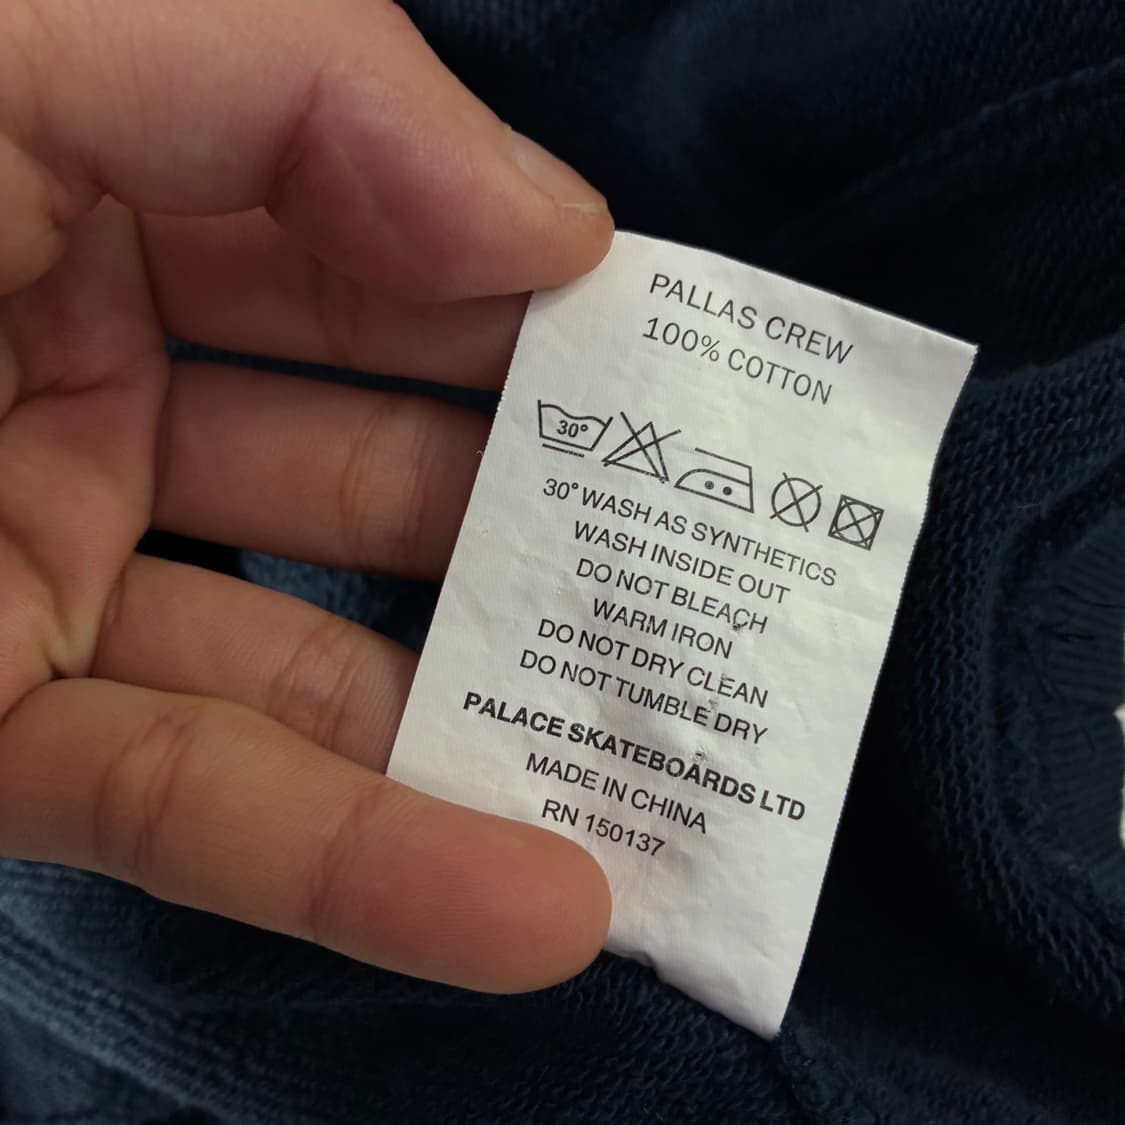 PALLAS CREW
100% COTTON
30°
30° WASH AS SYNTHETICS
WASH INSIDE OUT
DO NOT BLEACH
WARM IRON
DO NOT DRY CLEAN
DO NOT TUMBLE DRY
PALACE SKATEBOARDS LTD
MADE IN CHINA
RN 150137